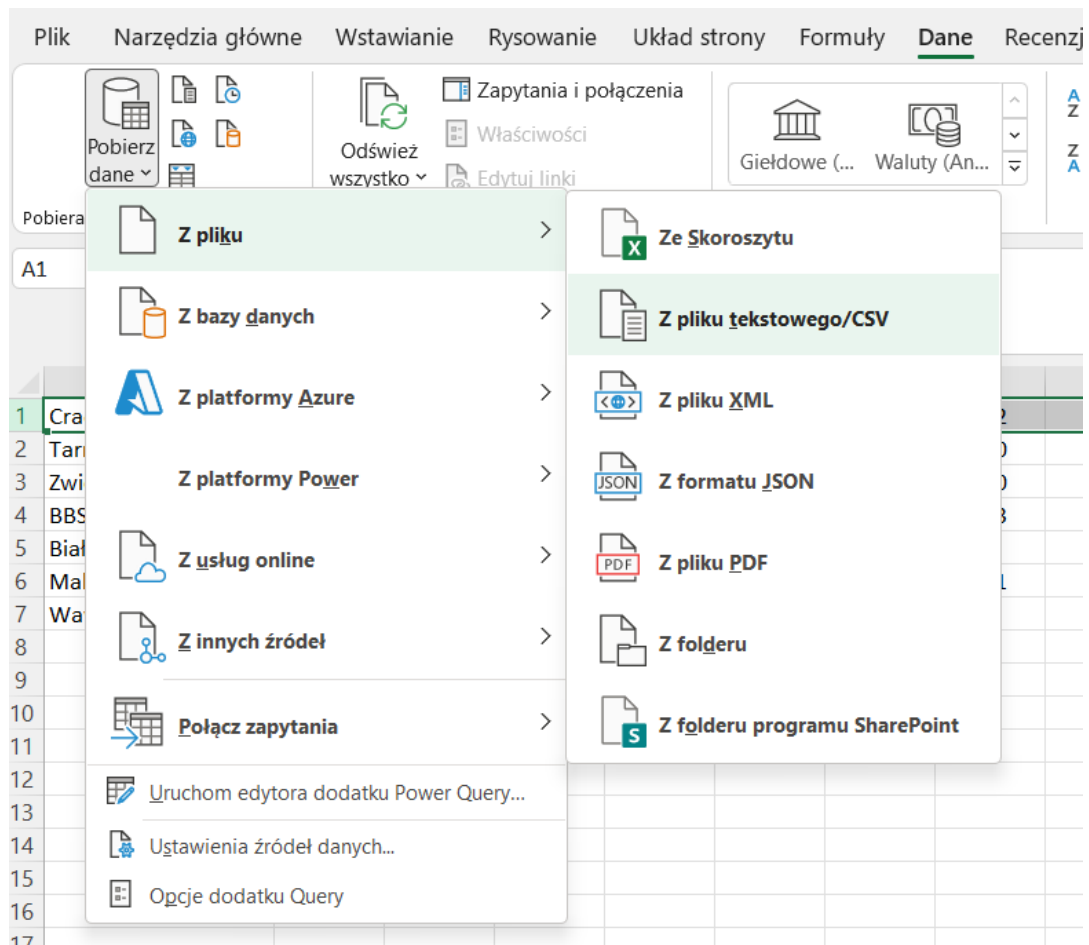 Plik Narzędzia główne Wstawianie Rysowanie Układ strony Formuły Dane Recenzj
Pobierz
dane
Odśwież
wszystko
Zapytania i połączenia
Właściwości
Edytuj linki
Giełdowe (... Waluty (An...
A
Z
Z
A
Pobiera
A1
Z pliku
Z bazy danych
Z platformy Azure
Z platformy Power
Z usług online
Z innych źródeł
Połącz zapytania
Uruchom edytora dodatku Power Query...
Ustawienia źródeł danych...
Opcje dodatku Query
X
Ze Skoroszytu
Z pliku tekstowego/CSV
Z pliku XML
JSON
Z formatu JSON
PDF
Z pliku PDF
Z folderu
S
Z folderu programu SharePoint
1 Cra
2 Tar
3 Zwi
4 BBS
5 Biał
6 Mal
7 Wa
8
9
10
11
12
13
14
15
16
17